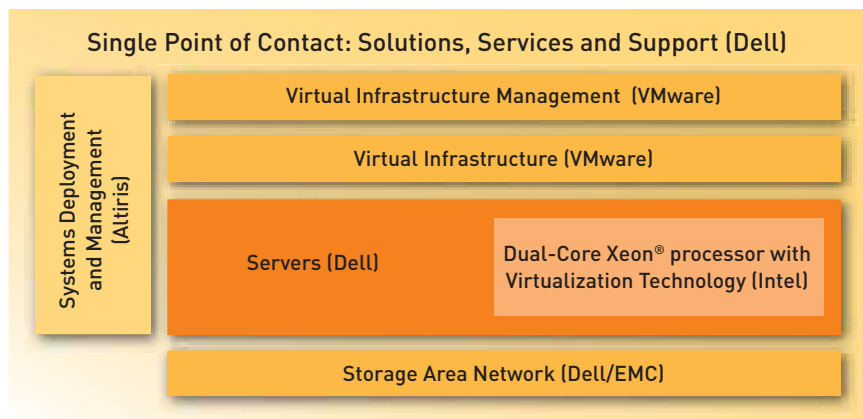 Single Point of Contact: Solutions, Services and Support (Dell)
Systems Deployment
and Management
(Altiris)
Virtual Infrastructure Management (VMware)
Virtual Infrastructure (VMware)
Servers (Dell)
Dual-Core Xeon® processor with
Virtualization Technology (Intel)
Storage Area Network (Dell/EMC)